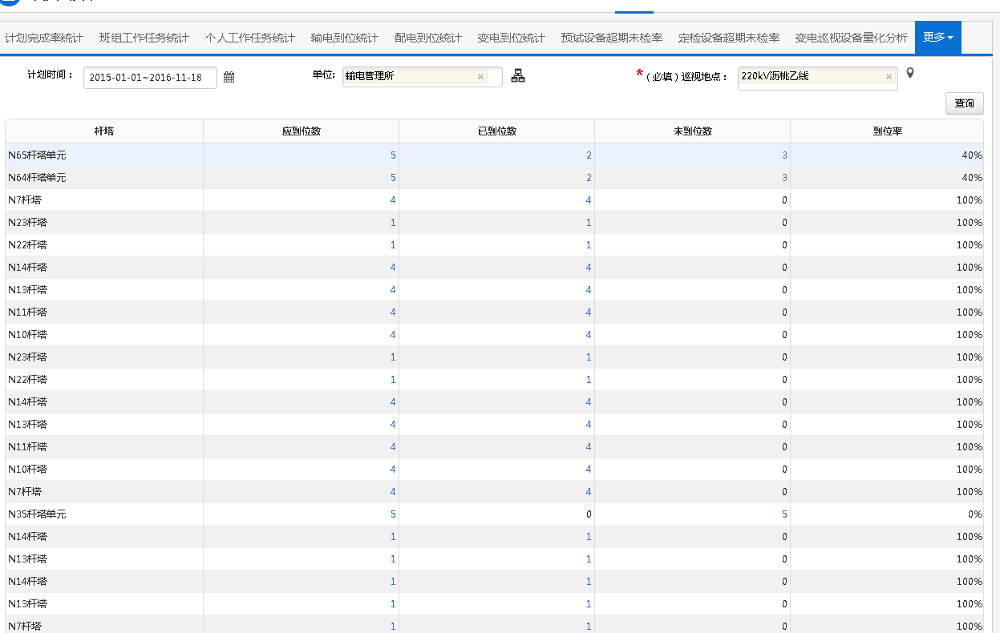 计划完成率统计 班组工作任务统计 个人工作任务统计 输电到位统计 配电到位统计 变电到位统计 预试设备超期未检率 定检设备超期未检率 变电巡视设备量化分析 更多
计划时间： 2015-01-01~2016-11-18 单位: 输电管理所 * (必填) 巡视地点： 220kV沥桃乙线
查询
杆塔 应到位数 已到位数 未到位数 到位率
N65杆塔单元 5 2 3 40%
N64杆塔单元 5 2 3 40%
N7杆塔 4 4 0 100%
N23杆塔 1 1 0 100%
N22杆塔 1 1 0 100%
N14杆塔 4 4 0 100%
N13杆塔 4 4 0 100%
N11杆塔 4 4 0 100%
N10杆塔 4 4 0 100%
N23杆塔 1 1 0 100%
N22杆塔 1 1 0 100%
N14杆塔 4 4 0 100%
N13杆塔 4 4 0 100%
N11杆塔 4 4 0 100%
N10杆塔 4 4 0 100%
N7杆塔 4 4 0 100%
N35杆塔单元 5 0 5 0%
N14杆塔 1 1 0 100%
N13杆塔 1 1 0 100%
N14杆塔 1 1 0 100%
N13杆塔 1 1 0 100%
N7杆塔 1 1 0 100%